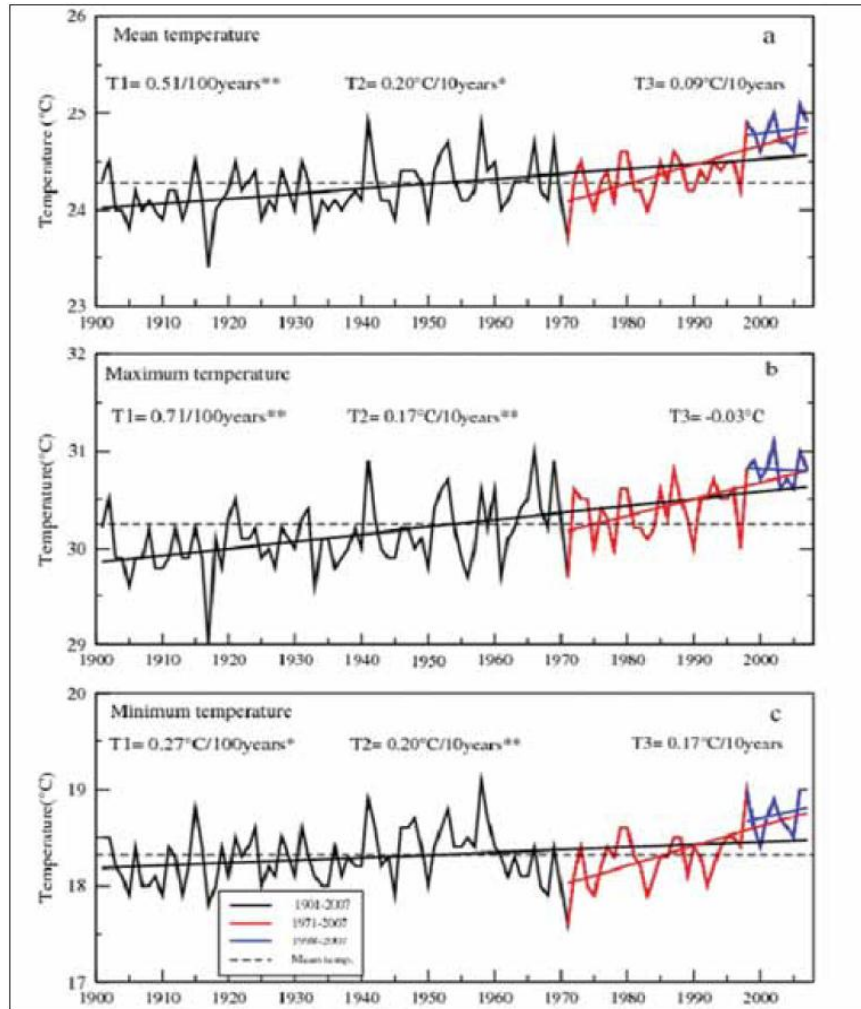 Mean temperature
a
T1= 0.51/100years**
T2= 0.20°C/10years*
T3= 0.09°C/10years
Temperature (°C)
26
25
24
23
1900 1910 1920 1930 1940 1950 1960 1970 1980 1990 2000
Maximum temperature
b
T1= 0.71/100years**
T2= 0.17°C/10years**
T3= -0.03°C
Temperature(°C)
32
31
30
29
1900 1910 1920 1930 1940 1950 1960 1970 1980 1990 2000
Minimum temperature
c
T1= 0.27°C/100years*
T2= 0.20°C/10years**
T3= 0.17°C/10years
Temperature(°C)
20
19
18
17
1901-2007
1971-2007
1998-2007
Mean temp.
1900 1910 1920 1930 1940 1950 1960 1970 1980 1990 2000